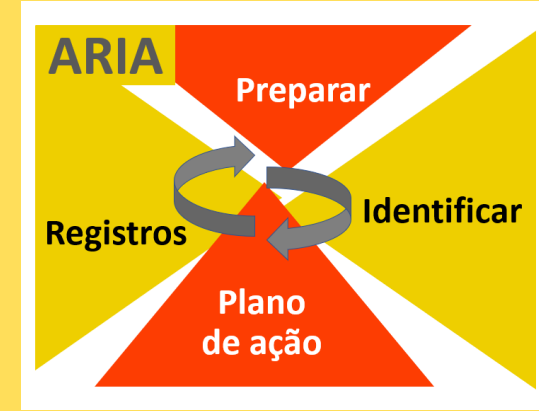 ARIA
Preparar
Identificar
Registros
Plano
de ação